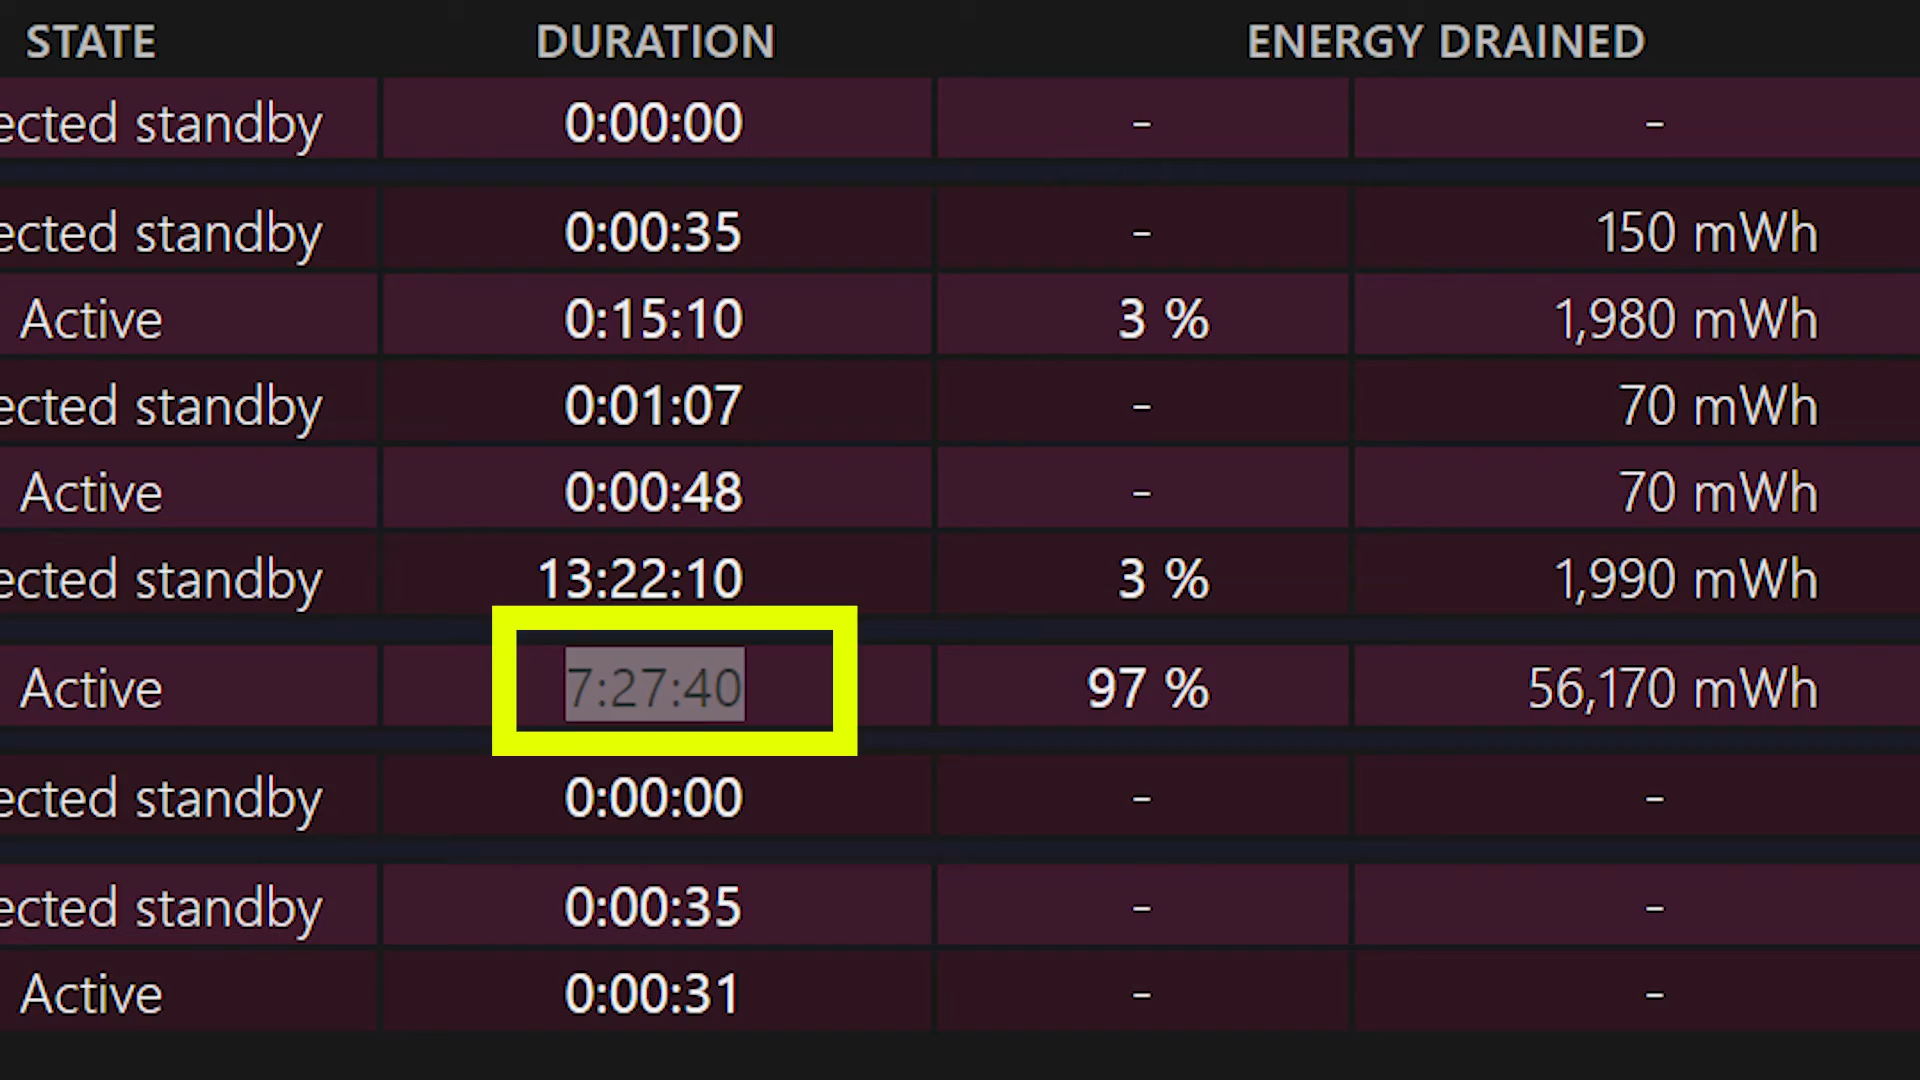 STATE DURATION ENERGY DRAINED
ected standby 0:00:00 - -
ected standby 0:00:35 - 150 mWh
Active 0:15:10 3 % 1,980 mWh
ected standby 0:01:07 - 70 mWh
Active 0:00:48 - 70 mWh
ected standby 13:22:10 3 % 1,990 mWh
Active 7:27:40 97 % 56,170 mWh
ected standby 0:00:00 - -
ected standby 0:00:35 - -
Active 0:00:31 - -